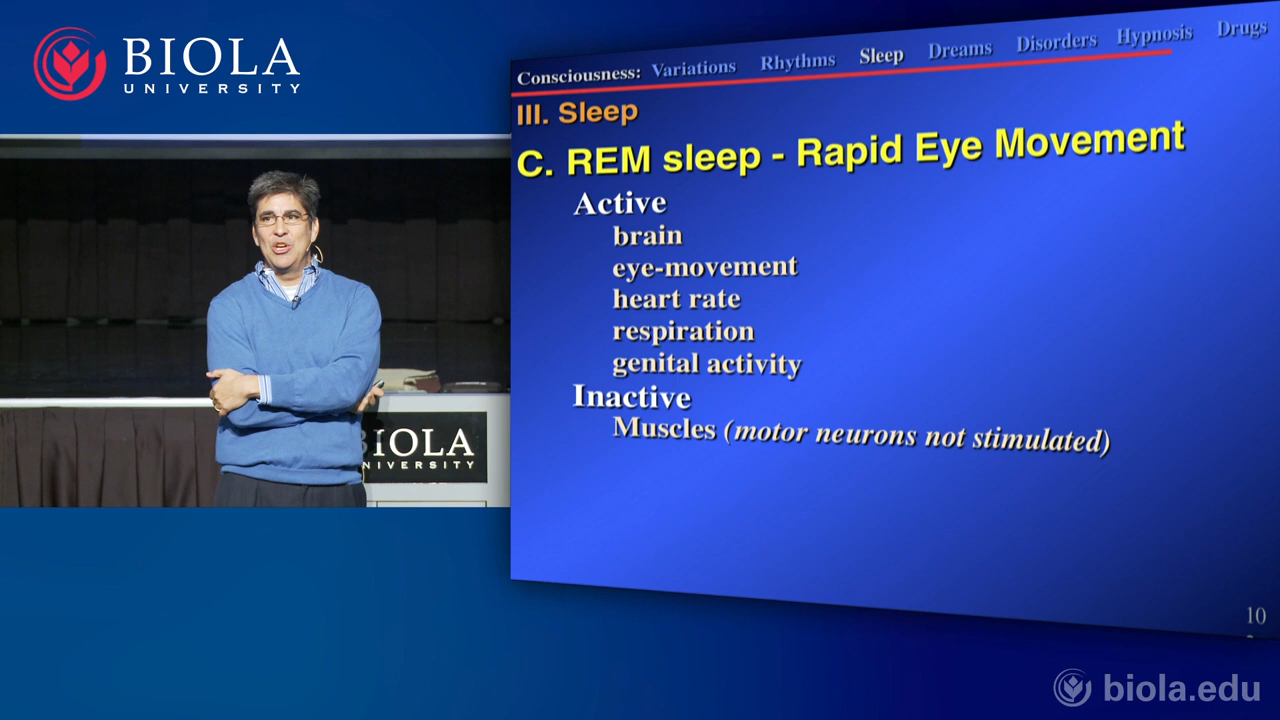 BIOLA
UNIVERSITY
Consciousness: Variations Rhythms Sleep Dreams Disorders Hypnosis Drugs
III. Sleep
C. REM sleep - Rapid Eye Movement
Active
brain
eye-movement
heart rate
respiration
genital activity
Inactive
Muscles (motor neurons not stimulated)
10
BIOLA
UNIVERSITY
biola.edu